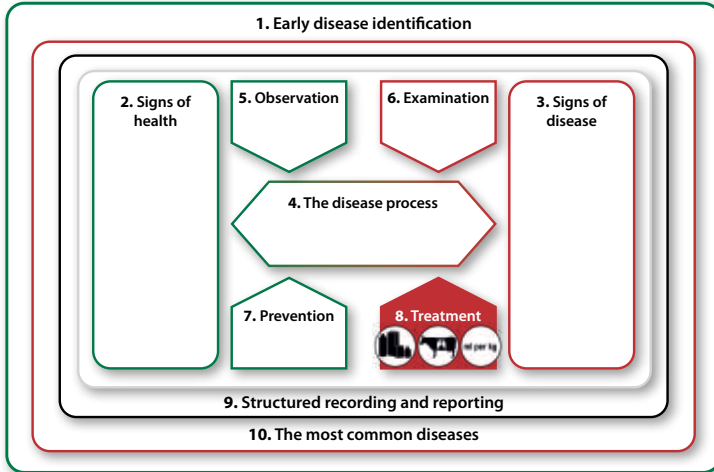 1. Early disease identification
2. Signs of
health
5. Observation
6. Examination
3. Signs of
disease
4. The disease process
7. Prevention
8. Treatment
ml per kg
9. Structured recording and reporting
10. The most common diseases